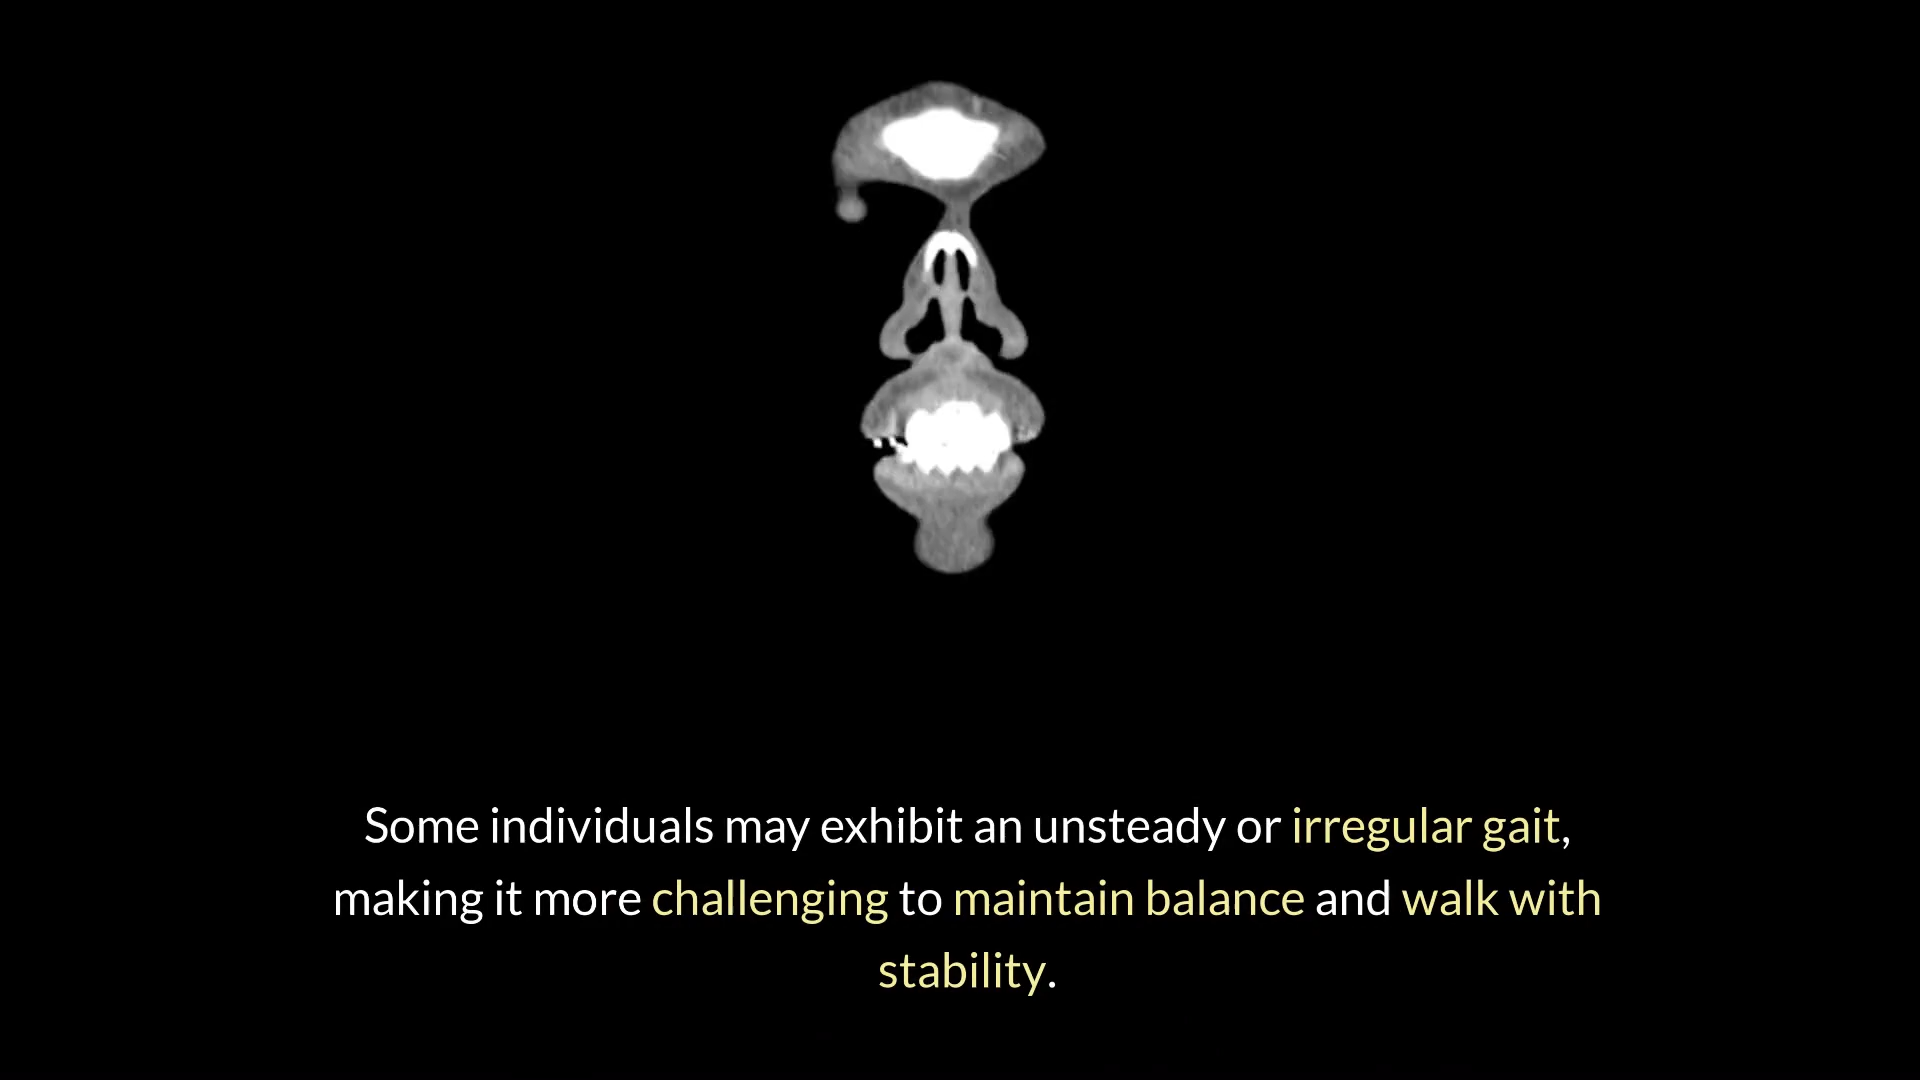 Some individuals may exhibit an unsteady or irregular gait,
making it more challenging to maintain balance and walk with
stability.